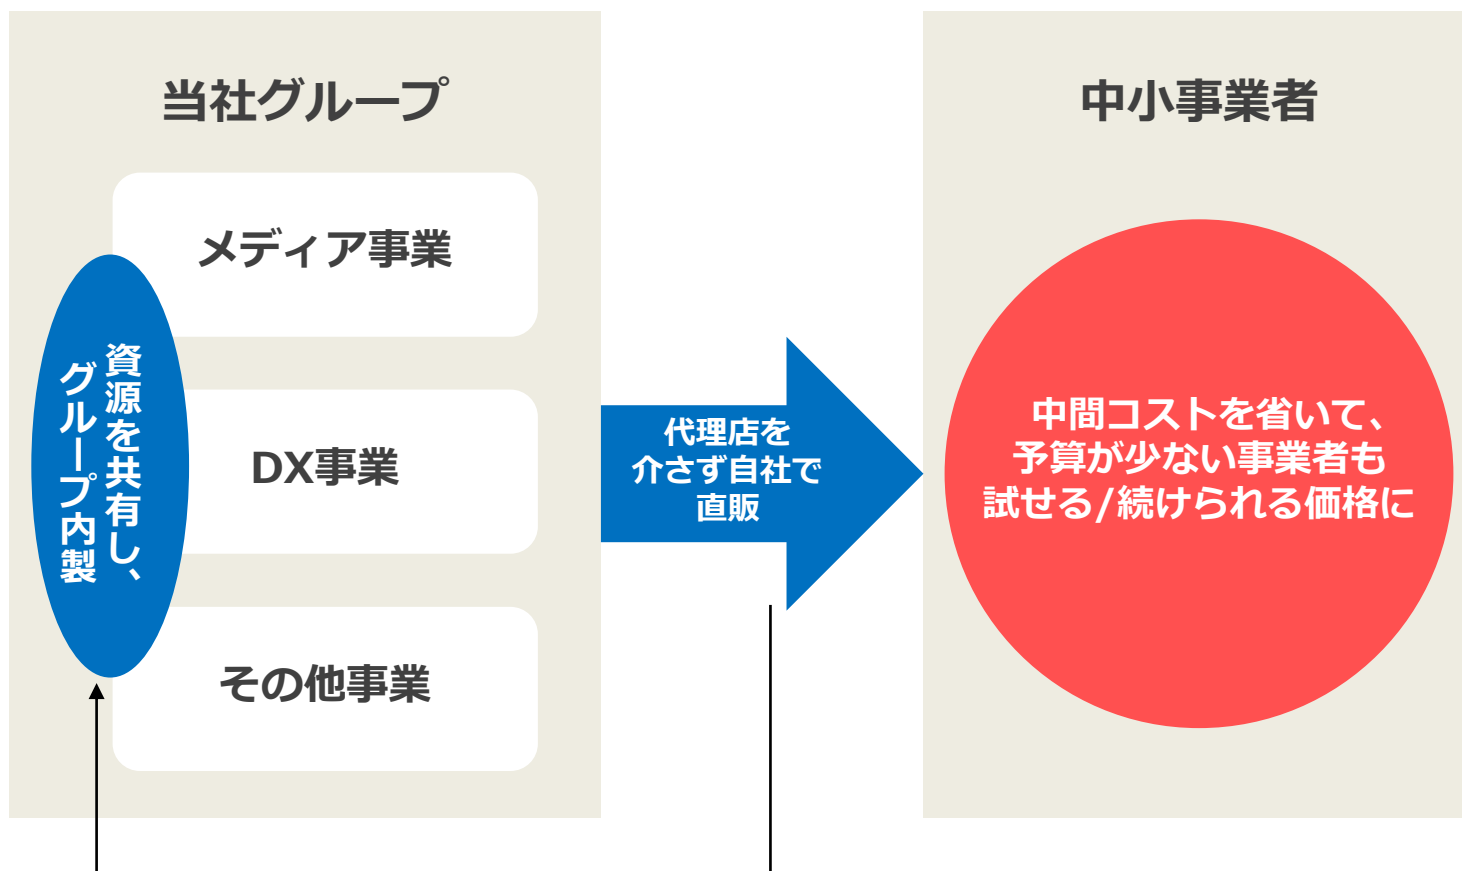 当社グループ
メディア事業
DX事業
その他事業
資源を共有し、
グループ内製
代理店を
介さず自社で
直販
中小事業者
中間コストを省いて、
予算が少ない事業者も
試せる/続けられる価格に